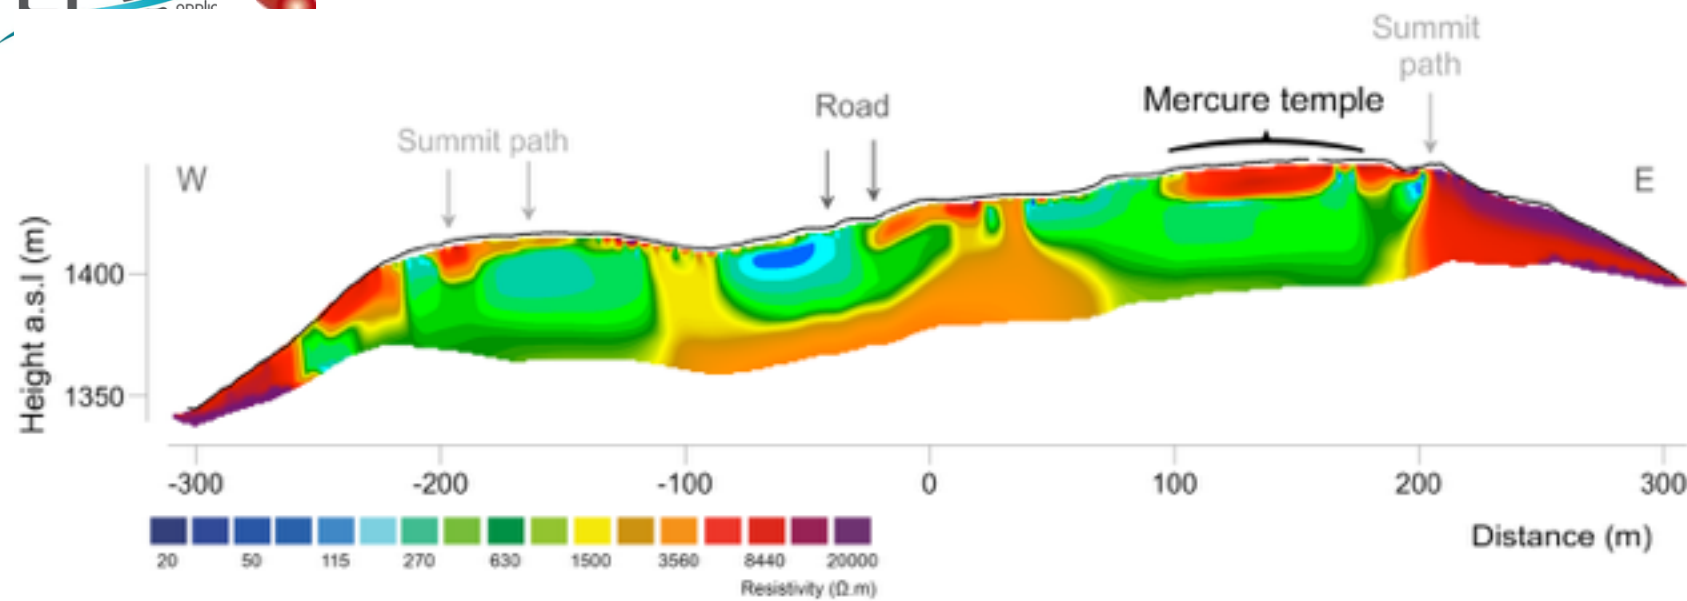 Summit
path
Mercure temple
Road
Summit path
W
E
Height a.s.l (m)
1400
1350
-300 -200 -100 0 100 200 300
Distance (m)
20 50 115 270 630 1500 3560 8440 20000
Resistivity (Ω.m)